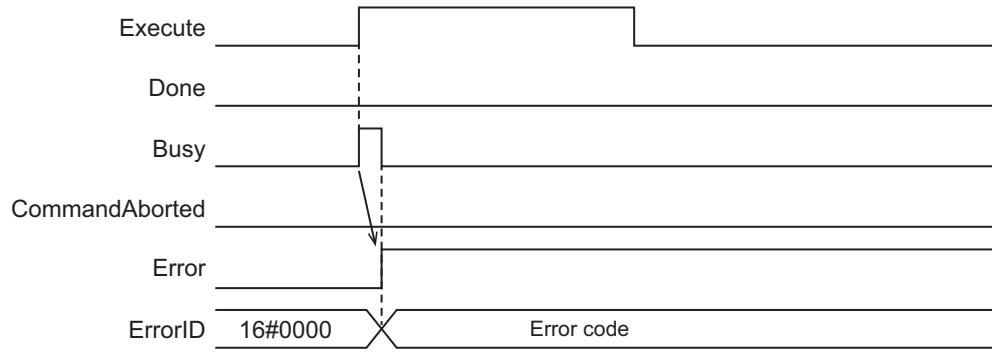 Execute
Done
Busy
CommandAborted
Error
ErrorID 16#0000 Error code